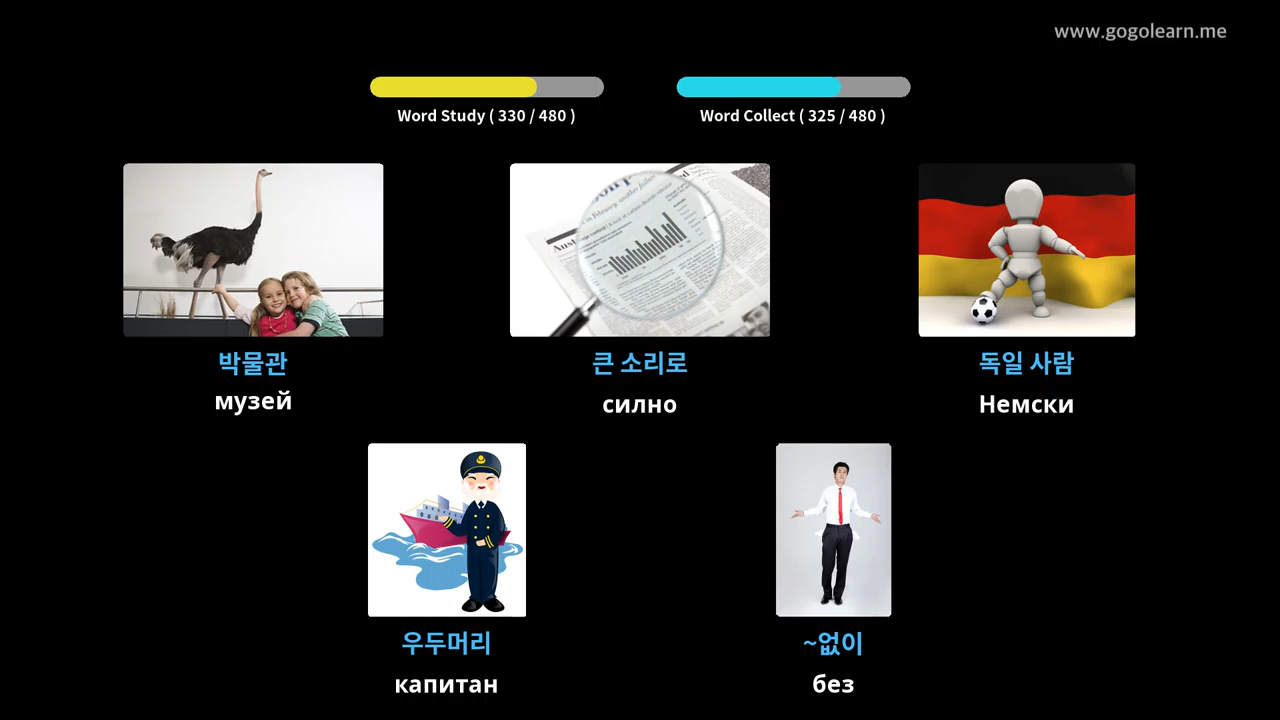 www.gogolearn.me
Word Study ( 330 / 480 )
Word Collect ( 325 / 480 )
박물관
музей
큰 소리로
силно
독일 사람
Немски
우두머리
капитан
~없이
без